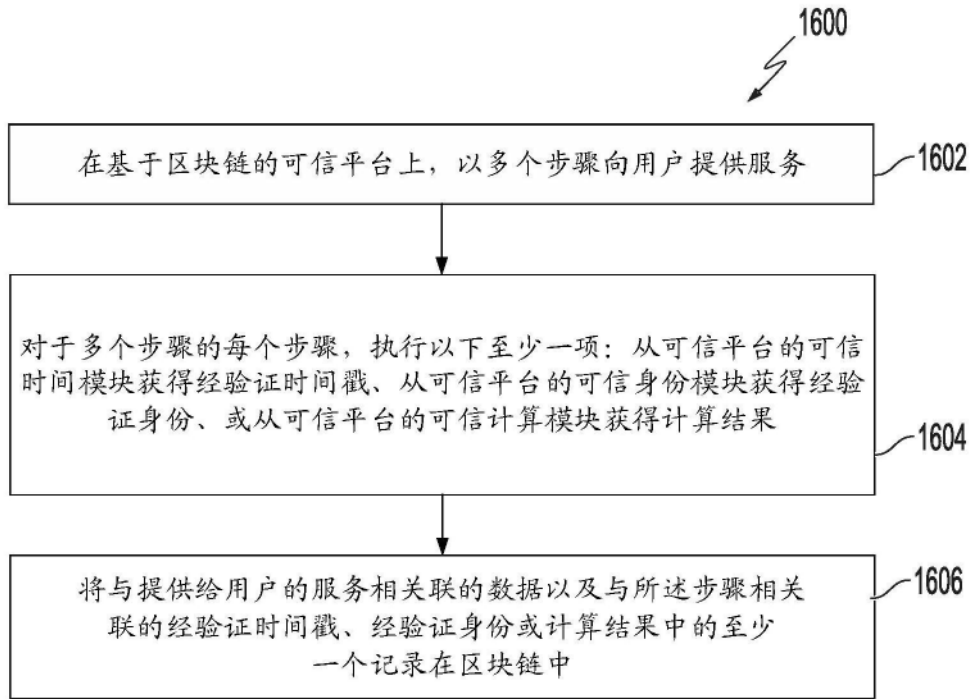 1600
在基于区块链的可信平台上，以多个步骤向用户提供服务
1602
对于多个步骤的每个步骤，执行以下至少一项：从可信平台的可信
时间模块获得经验证时间戳、从可信平台的可信身份模块获得经验
证身份、或从可信平台的可信计算模块获得计算结果
1604
将与提供给用户的服务相关联的数据以及与所述步骤相关
联的经验证时间戳、经验证身份或计算结果中的至少
一个记录在区块链中
1606